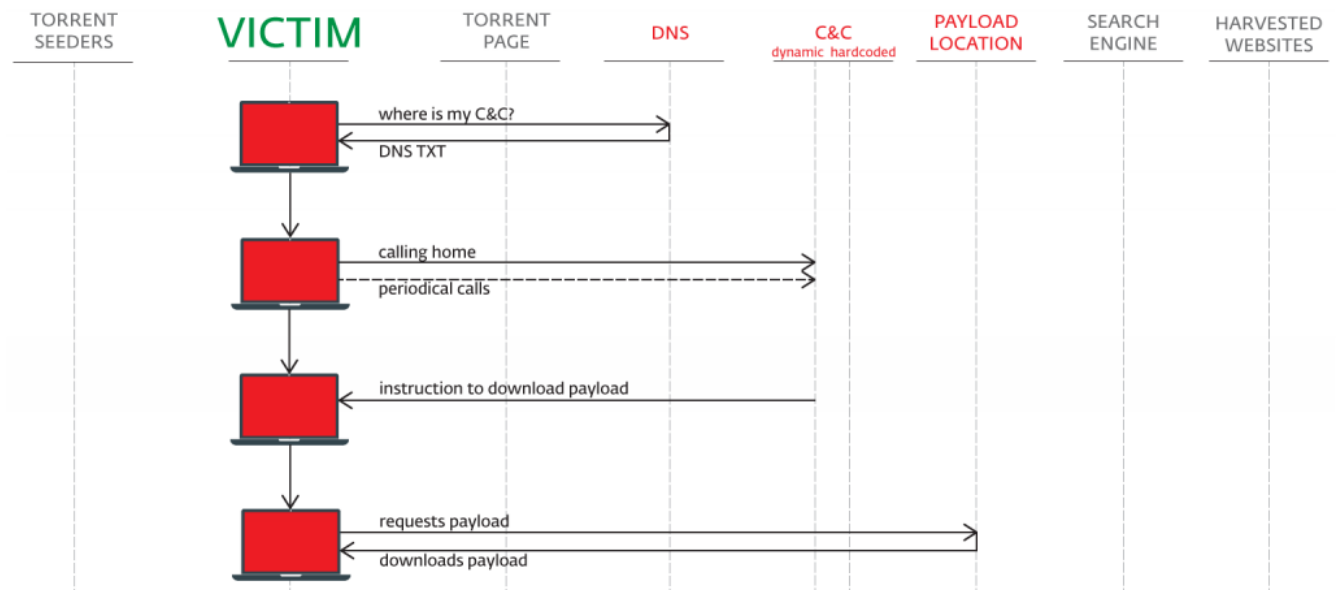 TORRENT
SEEDERS
VICTIM
TORRENT
PAGE
DNS
C&C
dynamic hardcoded
PAYLOAD
LOCATION
SEARCH
ENGINE
HARVESTED
WEBSITES
where is my C&C?
DNS TXT
calling home
periodical calls
instruction to download payload
requests payload
downloads payload